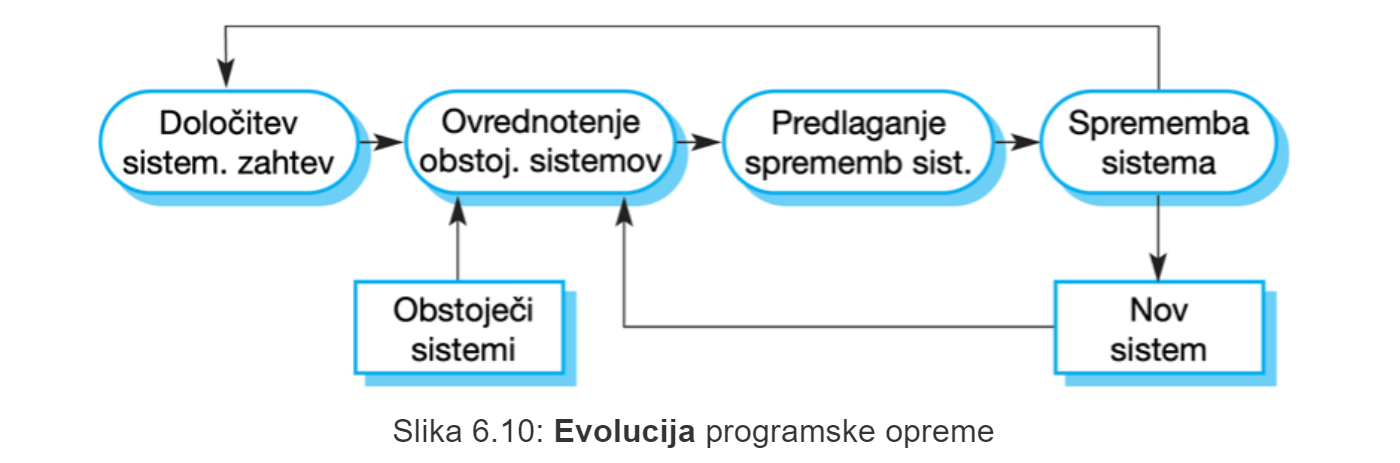 Določitev
sistem. zahtev
Ovrednotenje
obstoj. sistemov
Predlaganje
sprememb sist.
Sprememba
sistema
Obstoječi
sistemi
Nov
sistem
Slika 6.10: Evolucija programske opreme